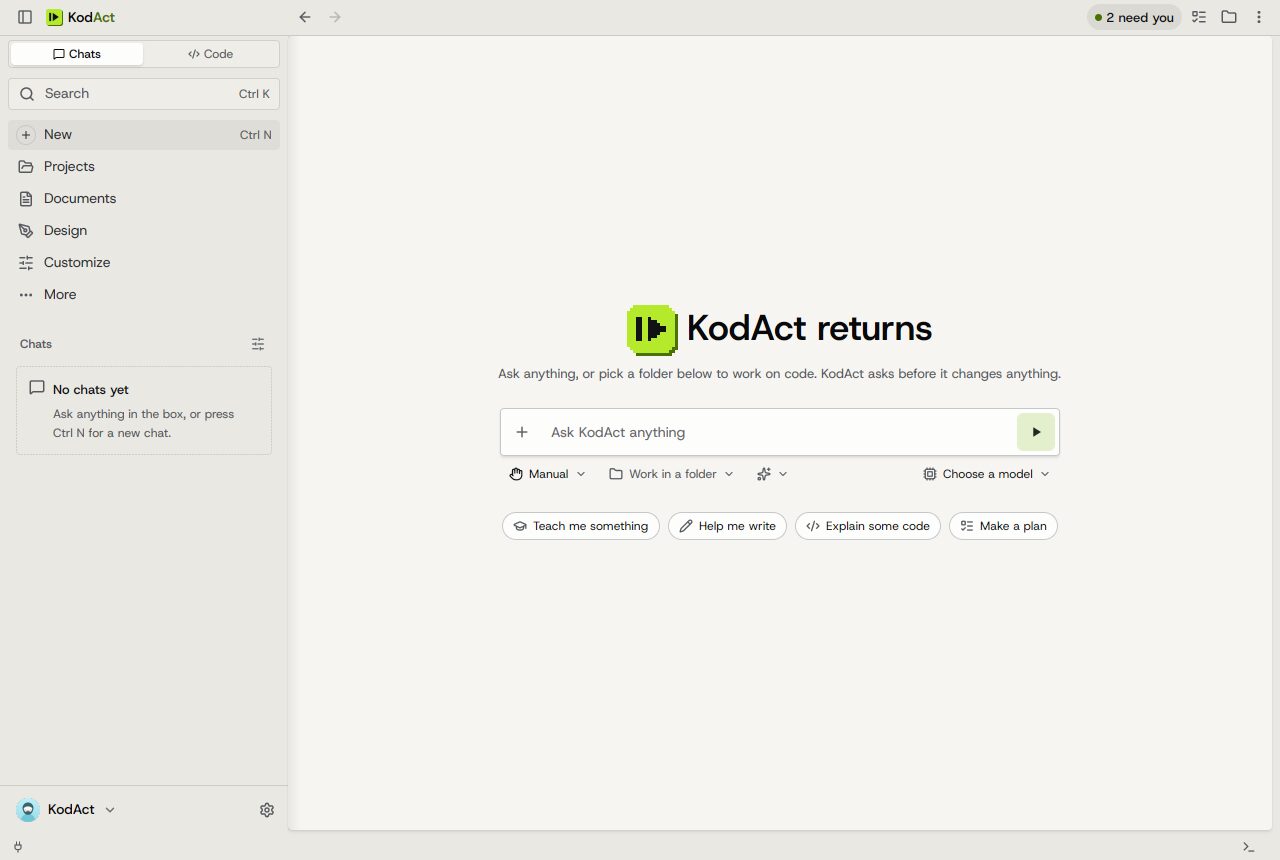 KodAct
2 need you
Chats
Code
Search
Ctrl K
New
Ctrl N
Projects
Documents
Design
Customize
More
Chats
No chats yet
Ask anything in the box, or press
Ctrl N for a new chat.
KodAct
KodAct returns
Ask anything, or pick a folder below to work on code. KodAct asks before it changes anything.
Ask KodAct anything
Manual
Work in a folder
Choose a model
Teach me something
Help me write
Explain some code
Make a plan